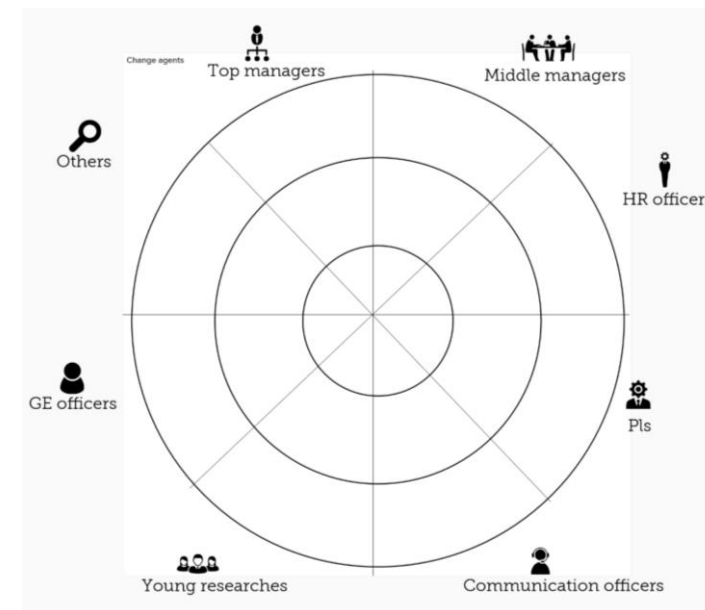 Change agents
Top managers
Middle managers
Others
HR officer
GE officers
PIs
Young researches
Communication officers